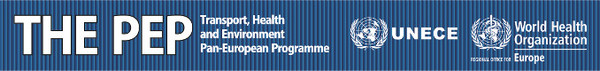 THE PEP
Transport, Health
and Environment
Pan-European Programme
UNECE
World Health
Organization
REGIONAL OFFICE FOR Europe